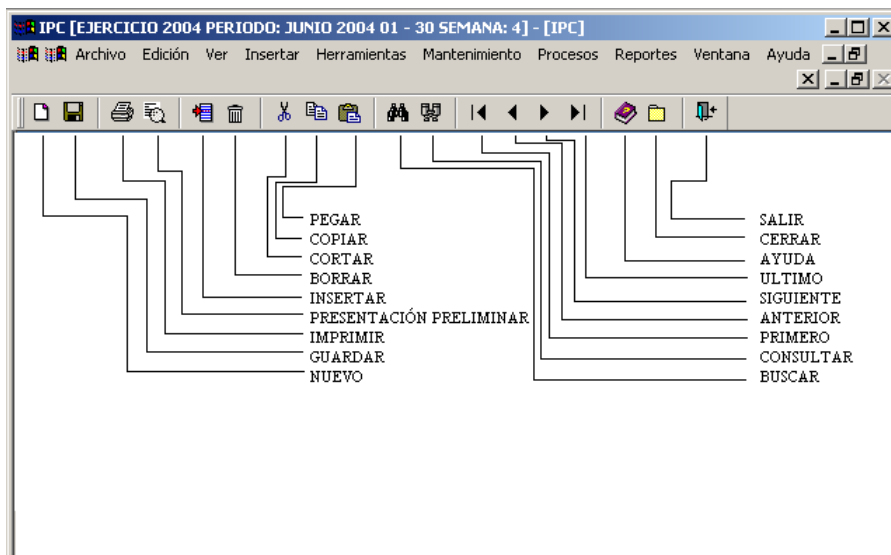 IPC [EJERCICIO 2004 PERIODO: JUNIO 2004 01 - 30 SEMANA: 4] - [IPC]
Archivo Edición Ver Insertar Herramientas Mantenimiento Procesos Reportes Ventana Ayuda
PEGAR
COPIAR
CORTAR
BORRAR
INSERTAR
PRESENTACIÓN PRELIMINAR
IMPRIMIR
GUARDAR
NUEVO
SALIR
CERRAR
AYUDA
ULTIMO
SIGUIENTE
ANTERIOR
PRIMERO
CONSULTAR
BUSCAR